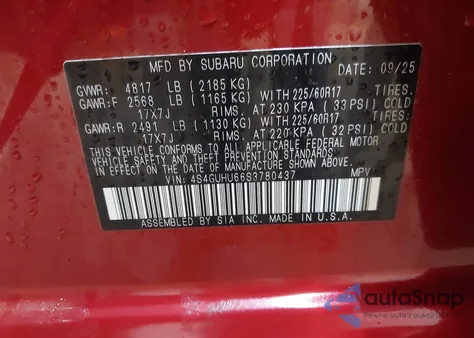 MFD BY SUBARU CORPORATION
DATE: 09/25
GVWR: 4817 LB (2185 KG)
GAWR:F 2568 LB (1165 KG) WITH 225/60R17 TIRES.
17X7J RIMS. AT 230 KPA (33 PSI) COLD
GAWR:R 2491 LB (1130 KG) WITH 225/60R17 TIRES.
17X7J RIMS. AT 220 KPA (32 PSI) COLD
THIS VEHICLE CONFORMS TO ALL APPLICABLE FEDERAL MOTOR
VEHICLE SAFETY, BUMPER, AND THEFT PREVENTION STANDARDS
IN EFFECT ON THE DATE OF MANUFACTURE SHOWN ABOVE.
VIN: 4S4GUHU66S3780437 MPV
ASSEMBLED BY SIA INC. MADE IN U.S.A.
autoSnap